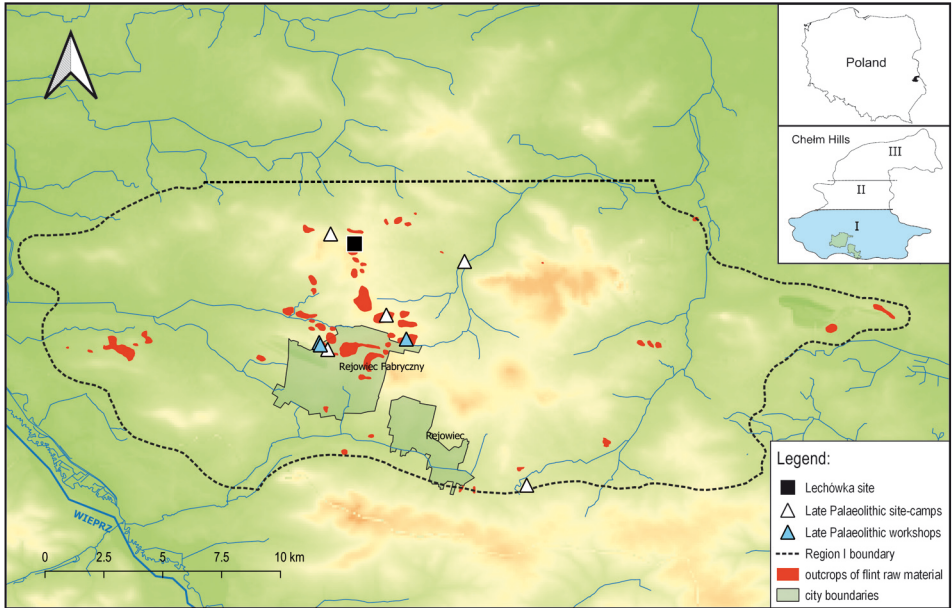 Poland
Chełm Hills
III
II
I
Rejowiec Fabryczny
Rejowiec
WIEPRZ
0 2.5 5 7.5 10 km
Legend:
Lechówka site
Late Palaeolithic site-camps
Late Palaeolithic workshops
Region I boundary
outcrops of flint raw material
city boundaries